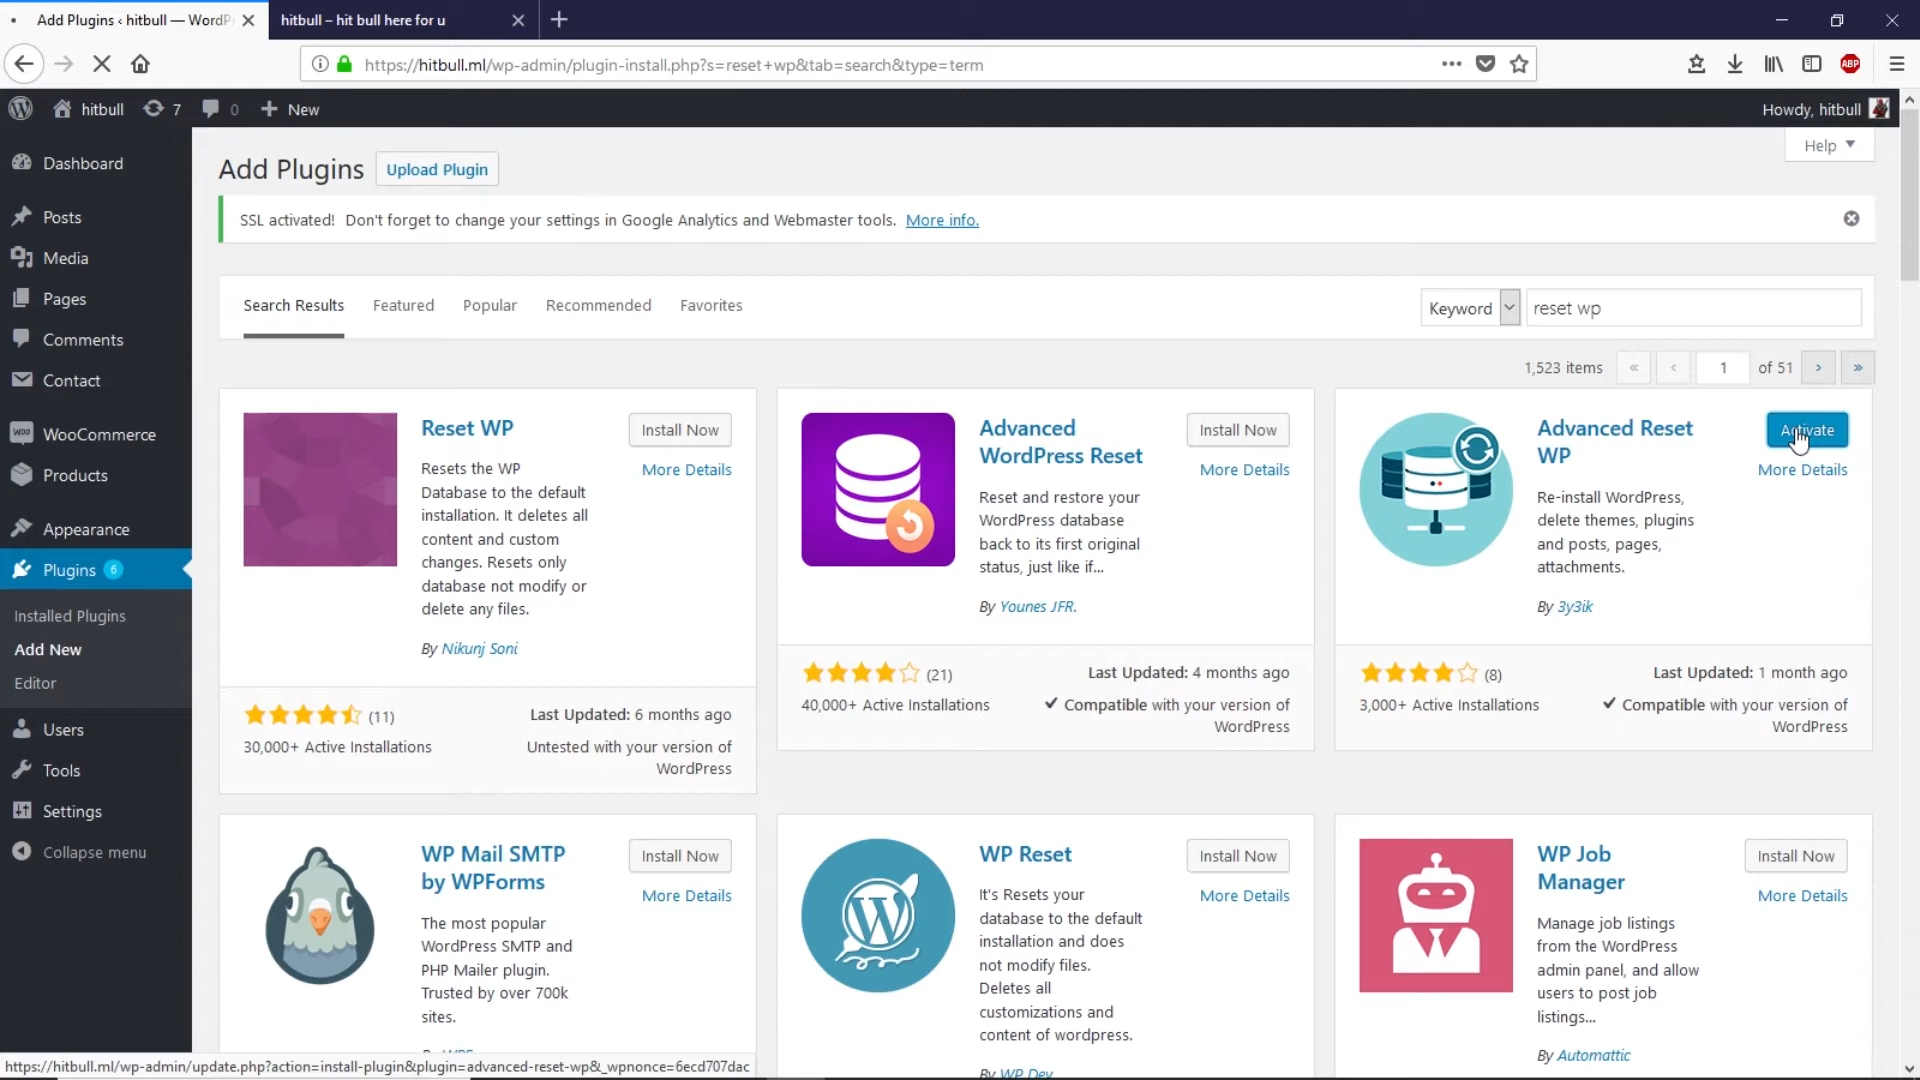 Add Plugins ‹ hitbull — WordP
hitbull – hit bull here for u
https://hitbull.ml/wp-admin/plugin-install.php?s=reset+wp&tab=search&type=term
ABP
hitbull
7
0
New
Howdy, hitbull
Dashboard
Posts
Media
Pages
Comments
Contact
WOO
WooCommerce
Products
Appearance
Plugins 6
Installed Plugins
Add New
Editor
Users
Tools
Settings
Collapse menu
Help
Add Plugins
Upload Plugin
SSL activated! Don't forget to change your settings in Google Analytics and Webmaster tools. More info.
Search Results
Featured
Popular
Recommended
Favorites
Keyword
reset wp
1,523 items
«
‹
1
of 51
›
»
Reset WP
Install Now
More Details
Resets the WP
Database to the default
installation. It deletes all
content and custom
changes. Resets only
database not modify or
delete any files.
By Nikunj Soni
(11)
Last Updated: 6 months ago
30,000+ Active Installations
Untested with your version of
WordPress
Advanced
WordPress Reset
Install Now
More Details
Reset and restore your
WordPress database
back to its first original
status, just like if...
By Younes JFR.
(21)
Last Updated: 4 months ago
40,000+ Active Installations
Compatible with your version of
WordPress
Advanced Reset
WP
Activate
More Details
Re-install WordPress,
delete themes, plugins
and posts, pages,
attachments.
By 3y3ik
(8)
Last Updated: 1 month ago
3,000+ Active Installations
Compatible with your version of
WordPress
WP Mail SMTP
by WPForms
Install Now
More Details
The most popular
WordPress SMTP and
PHP Mailer plugin.
Trusted by over 700k
sites.
WP Reset
Install Now
More Details
It's Resets your
database to the default
installation and does
not modify files.
Deletes all
customizations and
content of wordpress.
By WP Dev
WP Job
Manager
Install Now
More Details
Manage job listings
from the WordPress
admin panel, and allow
users to post job
listings...
By Automattic
https://hitbull.ml/wp-admin/update.php?action=install-plugin&plugin=advanced-reset-wp&_wpnonce=6ecd707dac